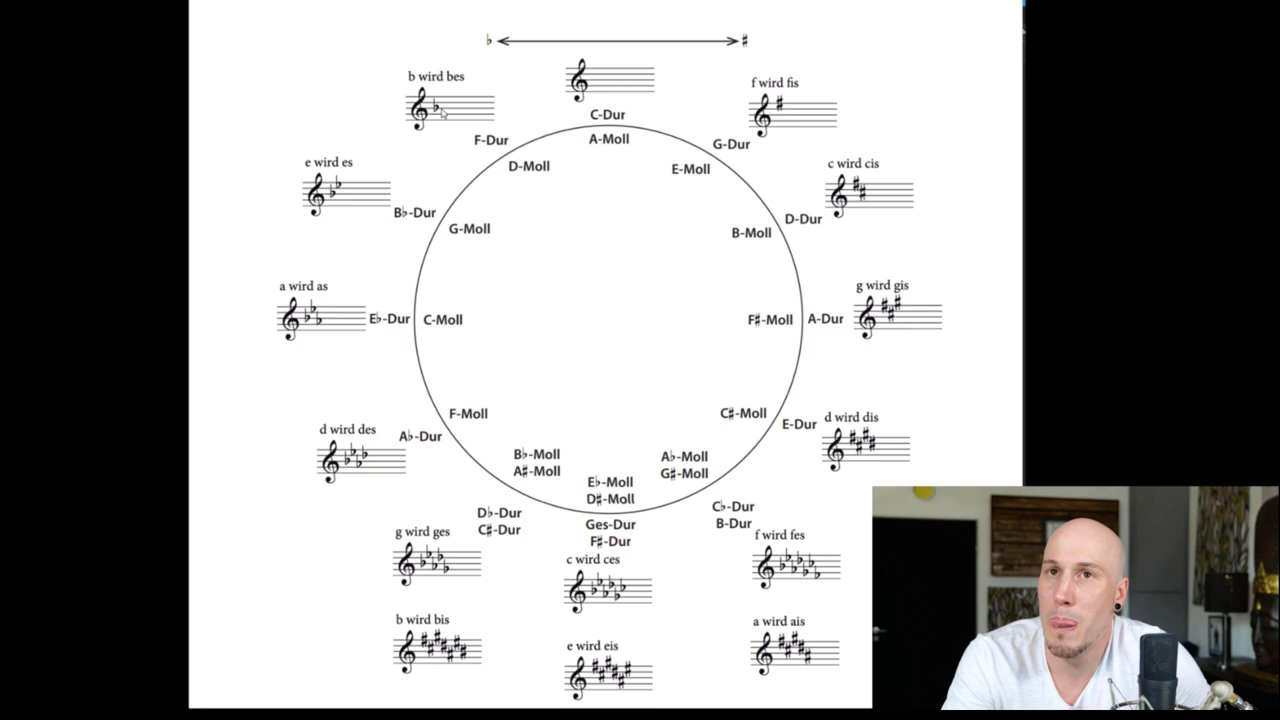 ♭ ♯
b wird bes
f wird fis
C-Dur
A-Moll
F-Dur
G-Dur
D-Moll
E-Moll
e wird es
c wird cis
B♭-Dur
D-Dur
G-Moll
B-Moll
a wird as
g wird gis
E♭-Dur
C-Moll
F♯-Moll
A-Dur
F-Moll
C♯-Moll
d wird des
d wird dis
A♭-Dur
E-Dur
B♭-Moll
A♯-Moll
A♭-Moll
G♯-Moll
E♭-Moll
D♯-Moll
D♭-Dur
C♯-Dur
Ges-Dur
F♯-Dur
C♭-Dur
B-Dur
g wird ges
c wird ces
f wird fes
b wird bis
e wird eis
a wird ais